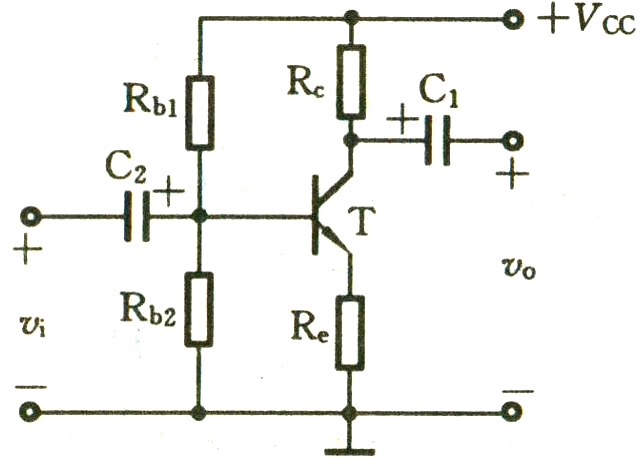 +V_CC
R_c
C_1
R_b1
+
+
C_2
+
T
+
v_o
R_b2
v_i
R_e
−
−